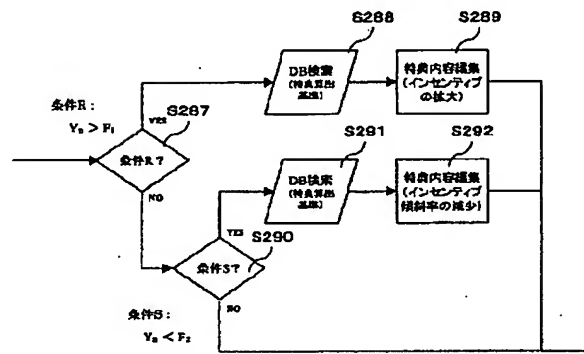 S288
S289
DB検索
(特典算出
基準)
特典内容編集
(インセンティブ
の拡大)
条件R:
Yn > F1
S287
YES
条件R?
NO
S291
S292
DB検索
(特典算出
基準)
特典内容編集
(インセンティブ
傾斜率の減少)
YES
S290
条件S?
NO
条件S:
Yn < F2